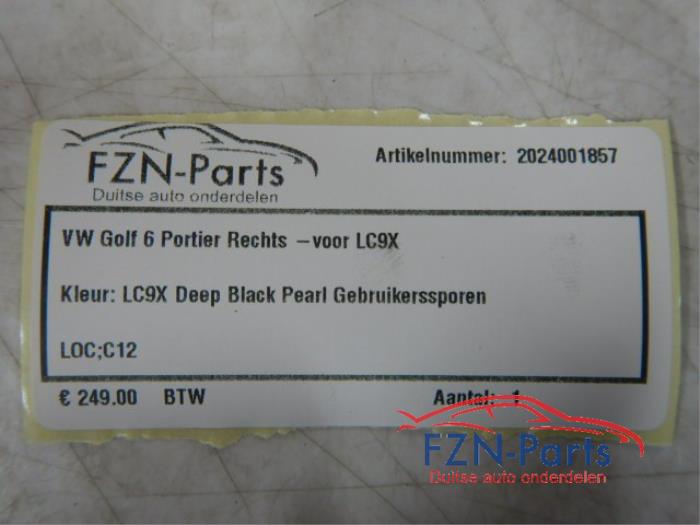 FZN-Parts
Duitse auto onderdelen
Artikelnummer: 2024001857
VW Golf 6 Portier Rechts -voor LC9X
Kleur: LC9X Deep Black Pearl Gebruikerssporen
LOC;C12
€ 249.00 BTW
Aantal: 1
FZN-Parts
Duitse auto onderdelen